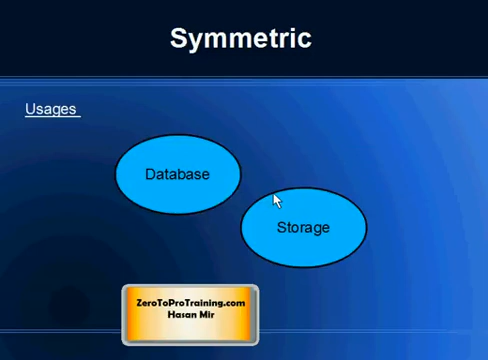 Symmetric
Usages
Database
Storage
ZeroToProTraining.com
Hasan Mir